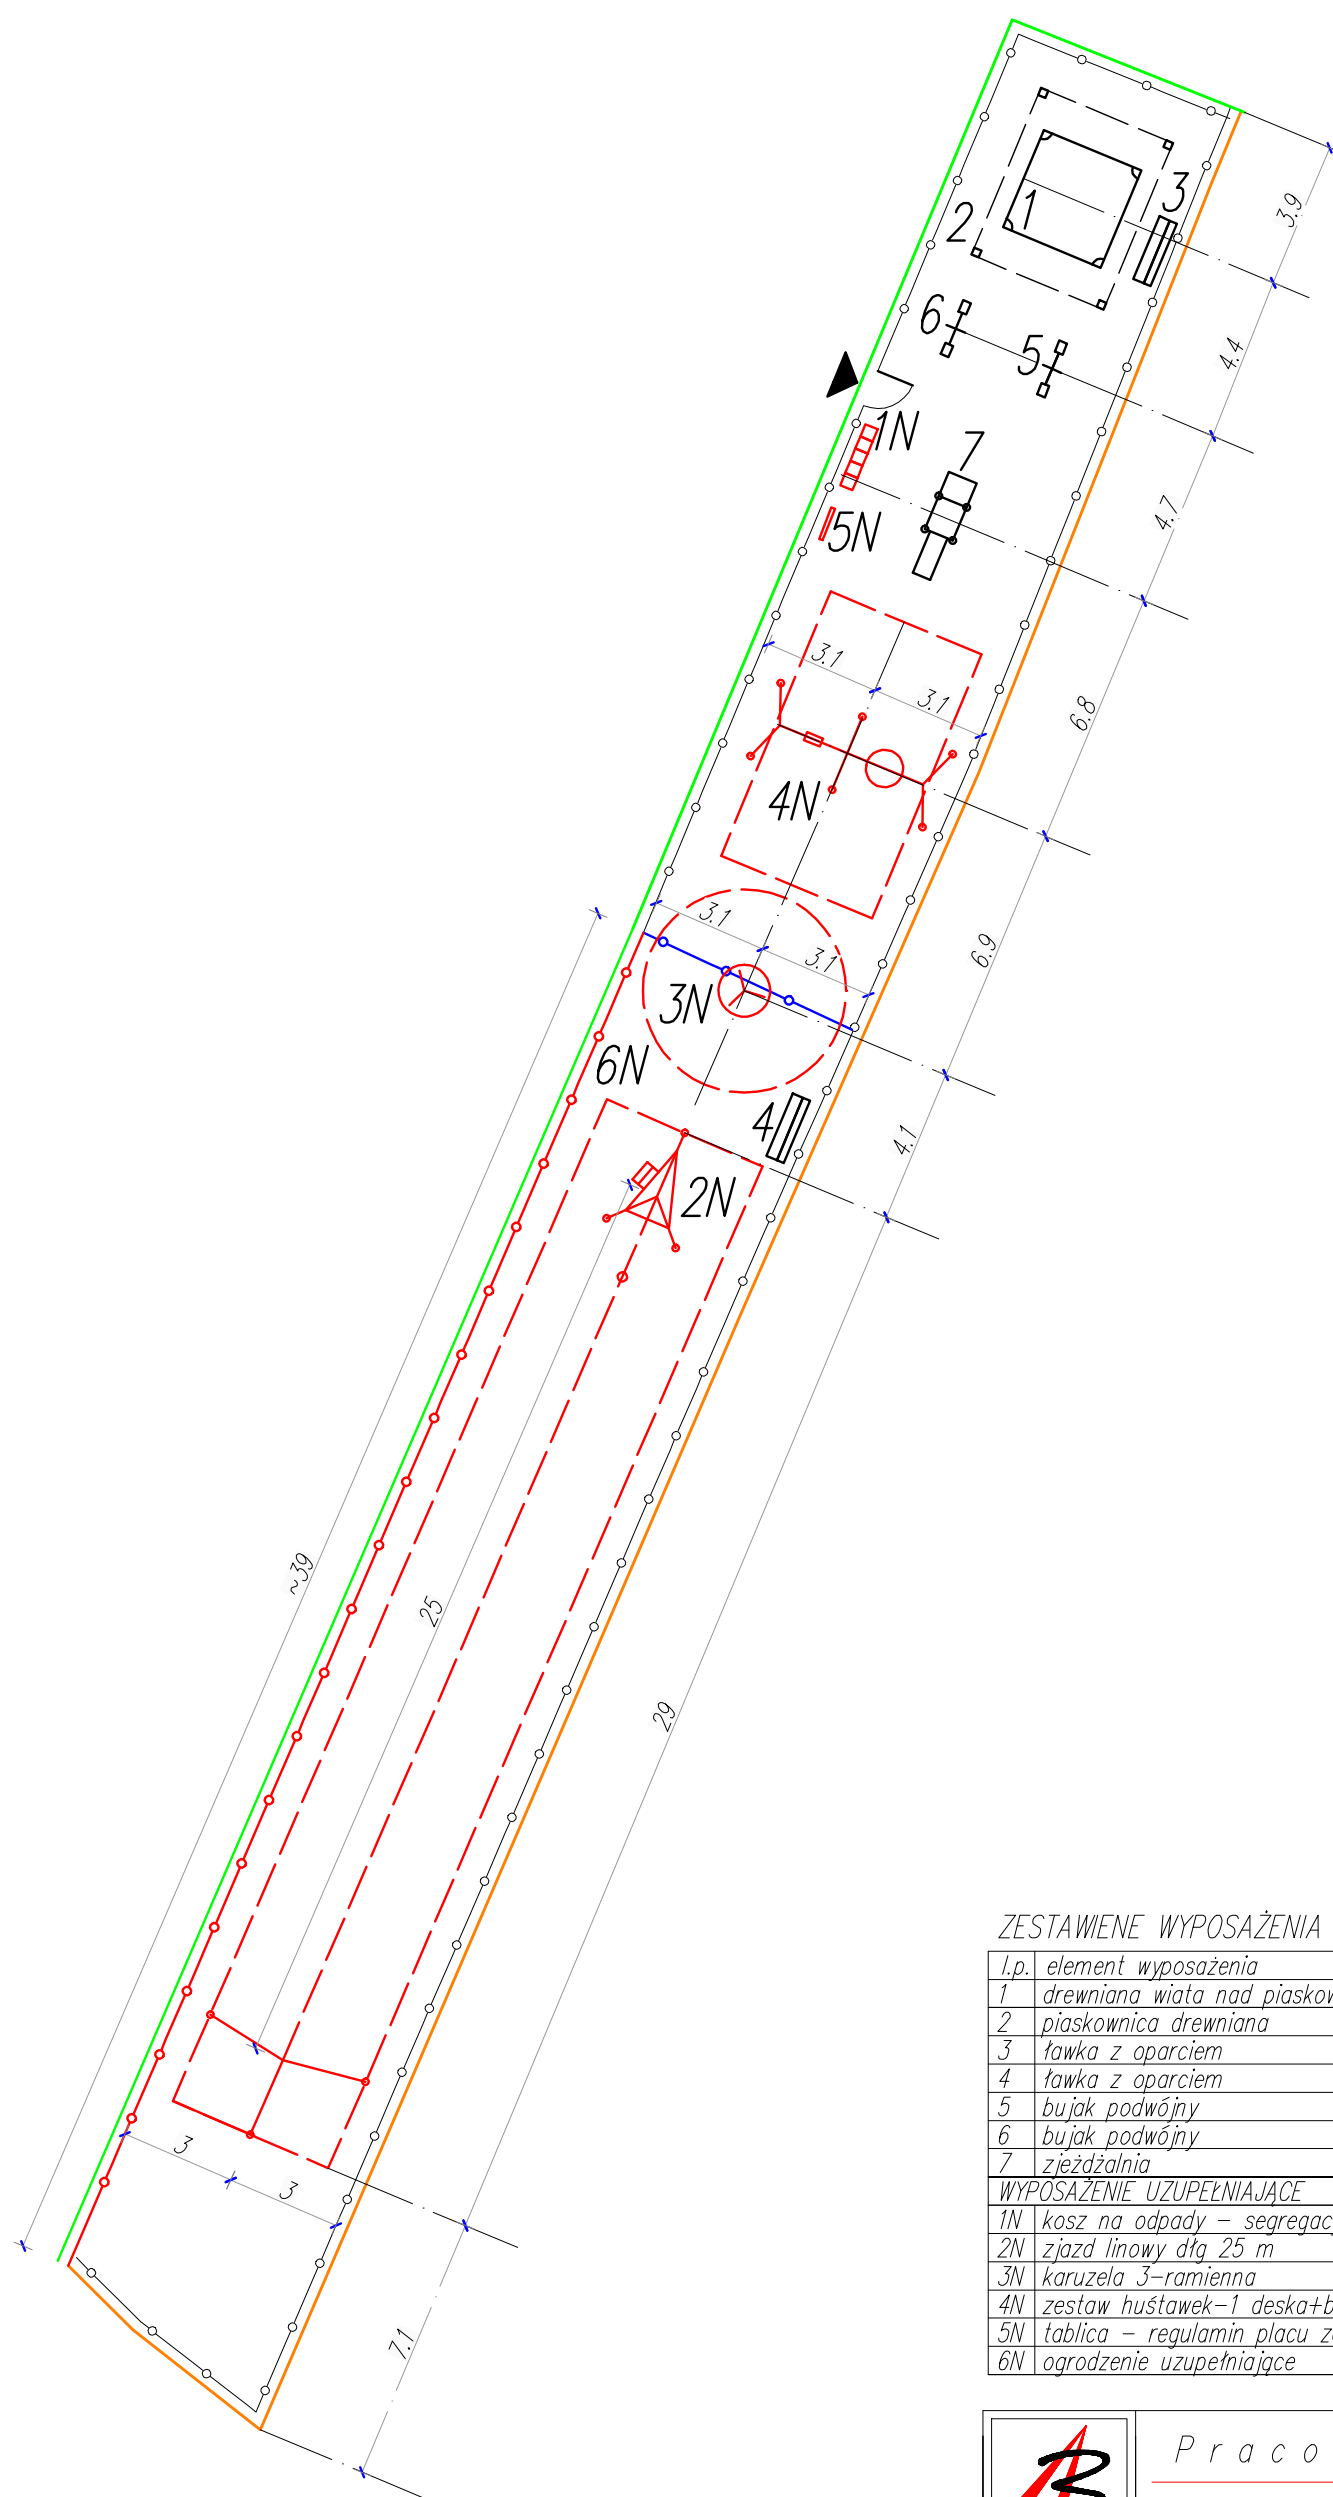 3.9
2
1
3
6
5
4.4
1N
7
5N
4.7
3.1
3.1
6.8
4N
3.1
3.1
6.9
3N
6N
4
4.1
2N
~39
25
29
3
3
7.1
ZESTAWIENE WYPOSAŻENIA
l.p. element wyposażenia
1 drewniana wiata nad piaskow
2 piaskownica drewniana
3 ławka z oparciem
4 ławka z oparciem
5 bujak podwójny
6 bujak podwójny
7 zjeżdżalnia
WYPOSAŻENIE UZUPEŁNIAJĄCE
1N kosz na odpady – segregac
2N zjazd linowy dłg 25 m
3N karuzela 3-ramienna
4N zestaw huśtawek-1 deska+b
5N tablica – regulamin placu z
6N ogrodzenie uzupełniające
P r a c o